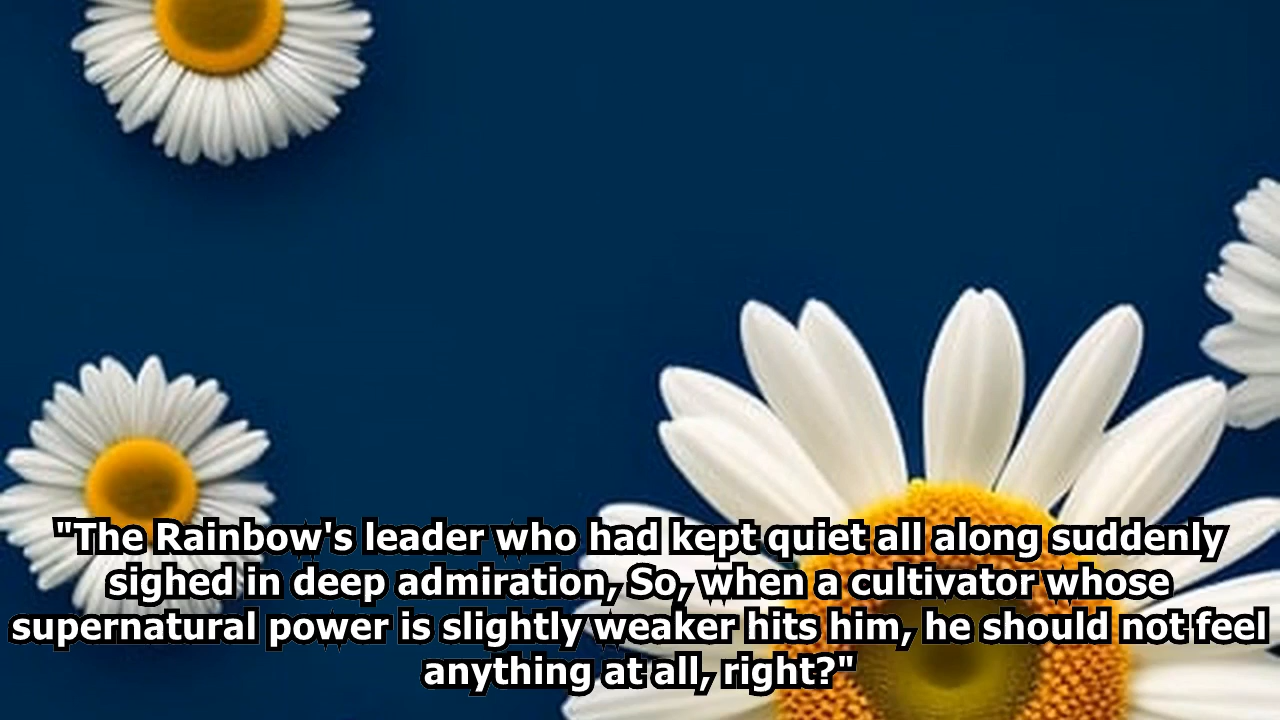 "The Rainbow's leader who had kept quiet all along suddenly
sighed in deep admiration, So, when a cultivator whose
supernatural power is slightly weaker hits him, he should not feel
anything at all, right?"